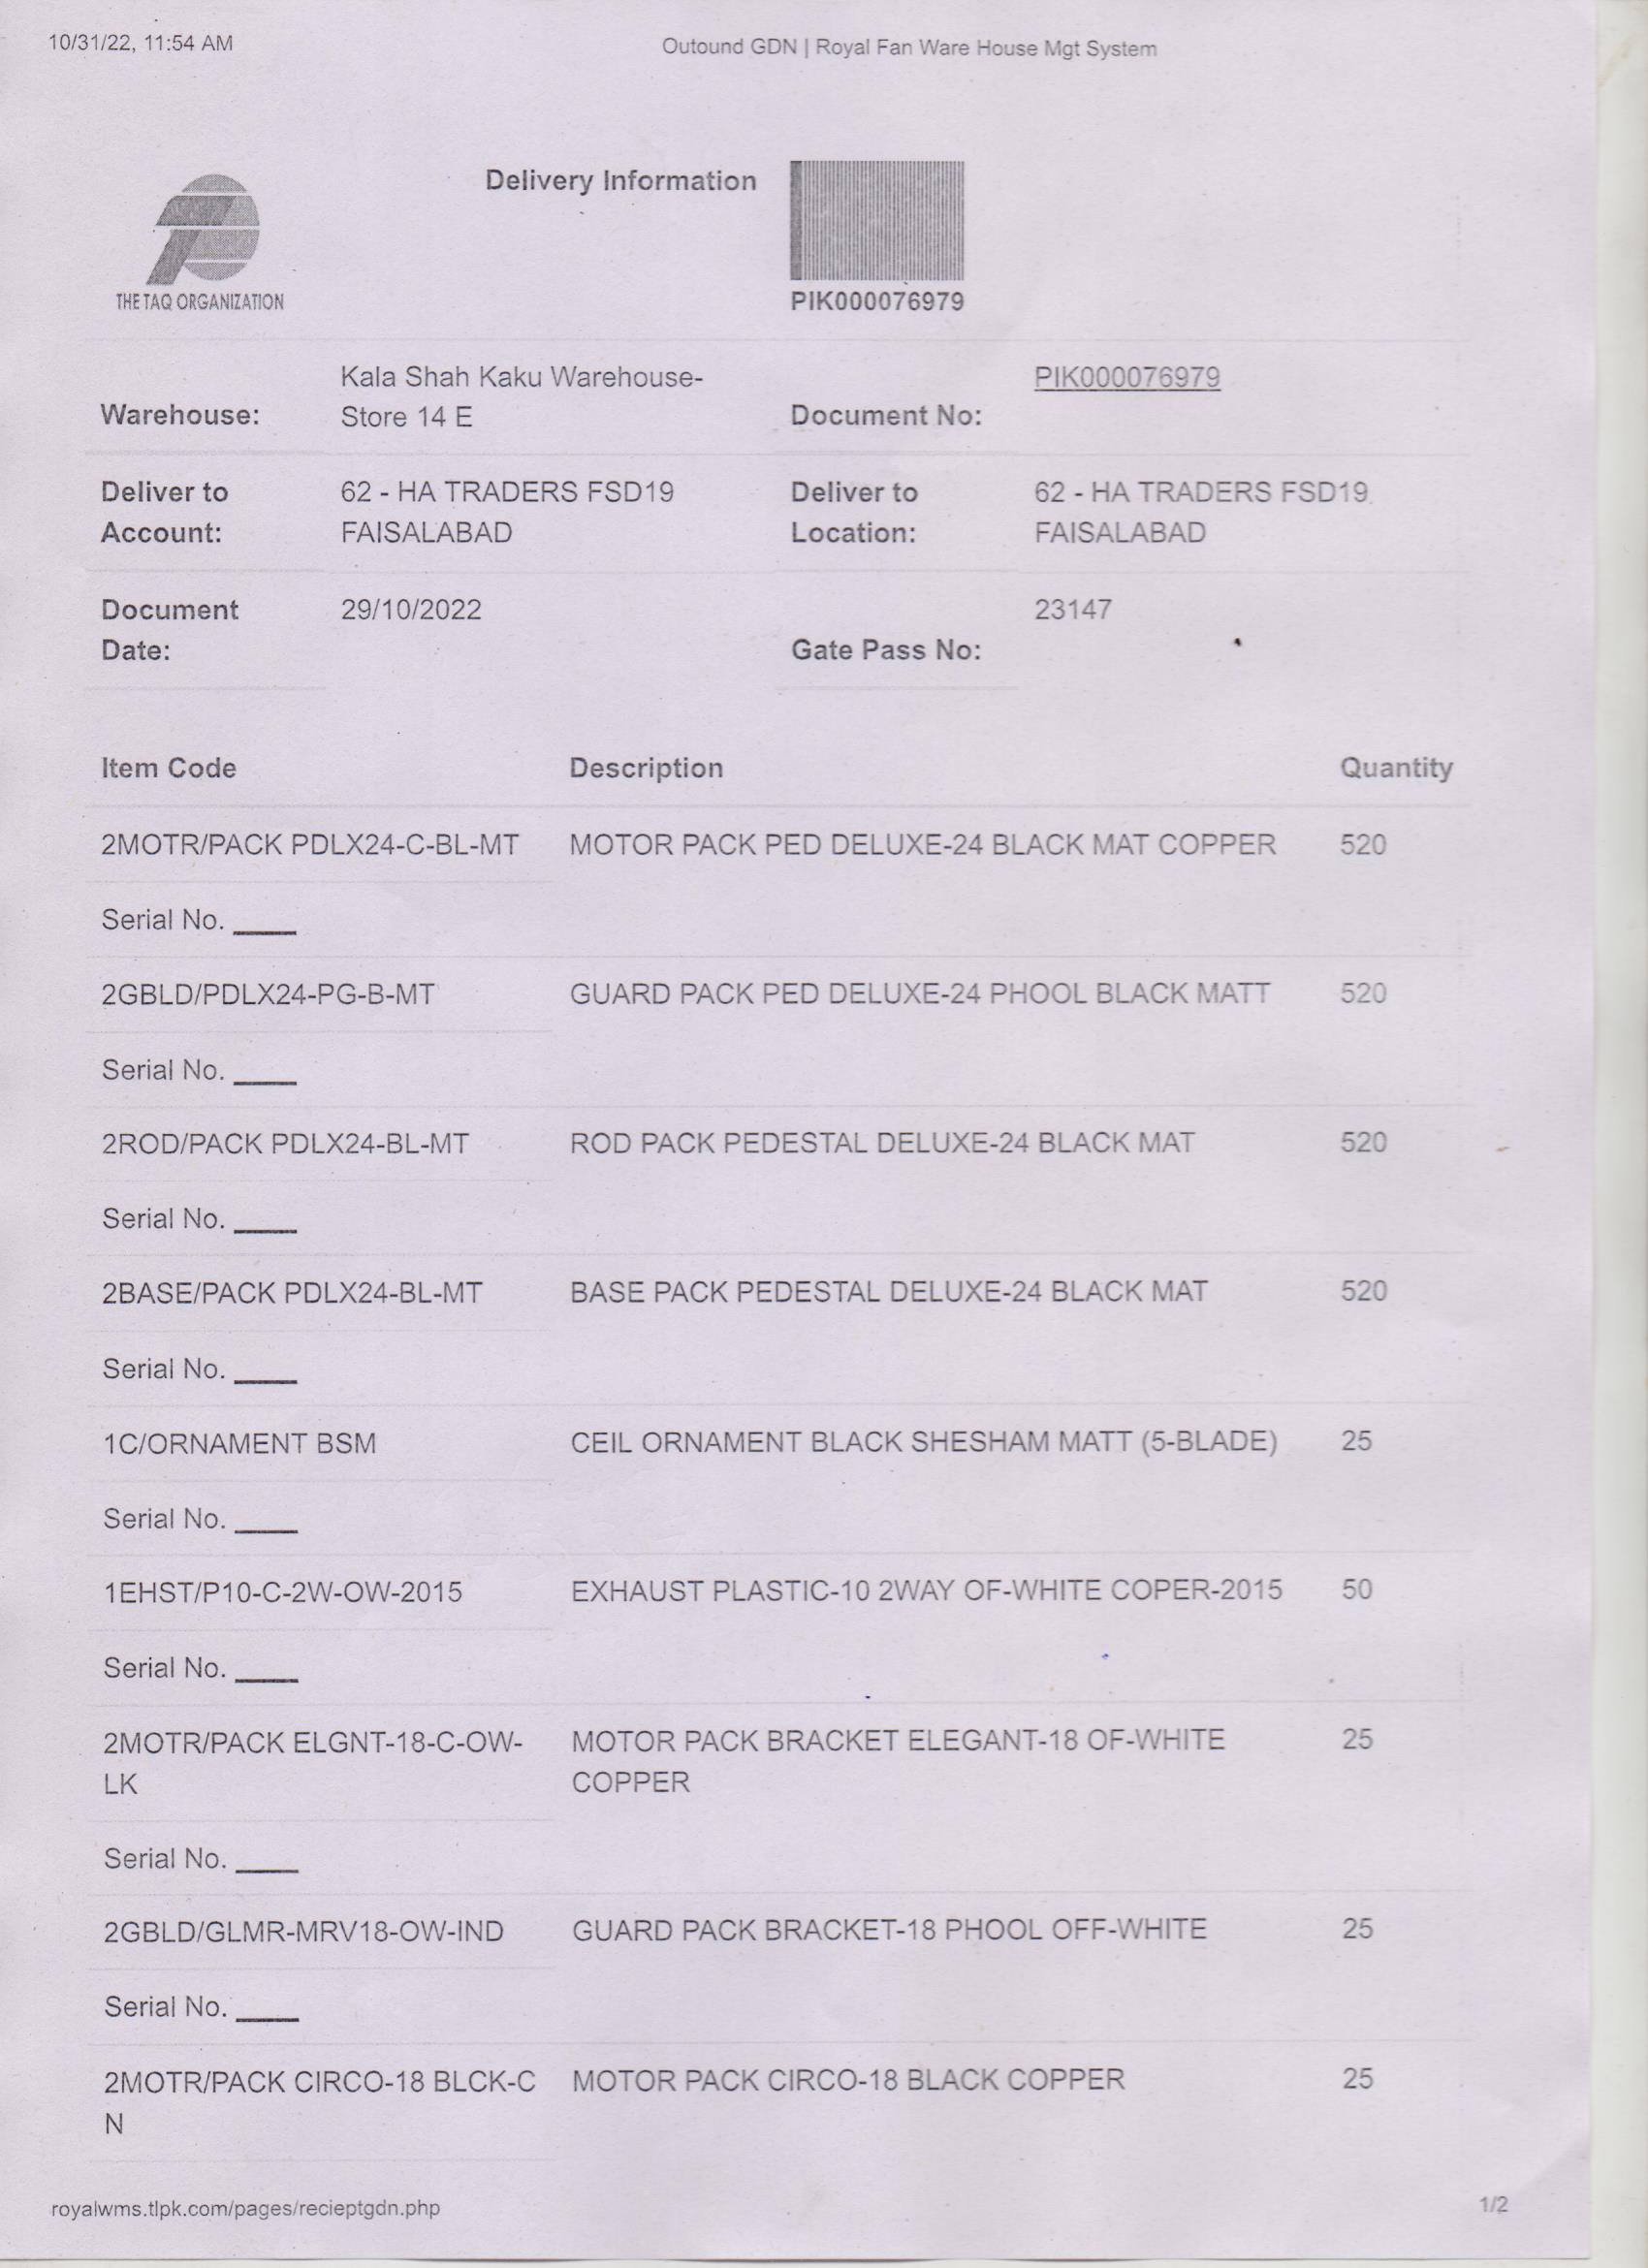 10/31/22, 11:54 AM
Outound GDN | Royal Fan Ware House Mgt System
Delivery Information
THE TAQ ORGANIZATION
PIK000076979
Kala Shah Kaku Warehouse-
PIK000076979
Warehouse:
Store 14 E
Document No:
Deliver to
62 - HA TRADERS FSD19
Deliver to
62 - HA TRADERS FSD19
Account:
FAISALABAD
Location:
FAISALABAD
Document
29/10/2022
23147
Date:
Gate Pass No:
Item Code Description Quantity
2MOTR/PACK PDLX24-C-BL-MT MOTOR PACK PED DELUXE-24 BLACK MAT COPPER 520
Serial No. ____
2GBLD/PDLX24-PG-B-MT GUARD PACK PED DELUXE-24 PHOOL BLACK MATT 520
Serial No. ____
2ROD/PACK PDLX24-BL-MT ROD PACK PEDESTAL DELUXE-24 BLACK MAT 520
Serial No. ____
2BASE/PACK PDLX24-BL-MT BASE PACK PEDESTAL DELUXE-24 BLACK MAT 520
Serial No. ____
1C/ORNAMENT BSM CEIL ORNAMENT BLACK SHESHAM MATT (5-BLADE) 25
Serial No. ____
1EHST/P10-C-2W-OW-2015 EXHAUST PLASTIC-10 2WAY OF-WHITE COPER-2015 50
Serial No. ____
2MOTR/PACK ELGNT-18-C-OW- MOTOR PACK BRACKET ELEGANT-18 OF-WHITE 25
LK COPPER
Serial No. ____
2GBLD/GLMR-MRV18-OW-IND GUARD PACK BRACKET-18 PHOOL OFF-WHITE 25
Serial No. ____
2MOTR/PACK CIRCO-18 BLCK-C MOTOR PACK CIRCO-18 BLACK COPPER 25
N
royalwms.tlpk.com/pages/recieptgdn.php
1/2